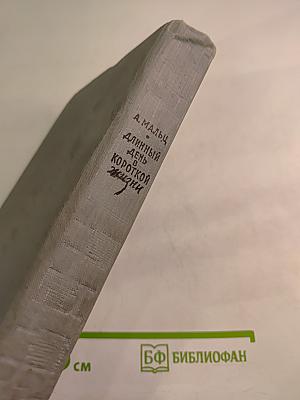 А. МАЛЬЦ
ДЛИННЫЙ
ДЕНЬ В
КОРОТКОЙ
жизни
см
БФ БИБЛИОФАН